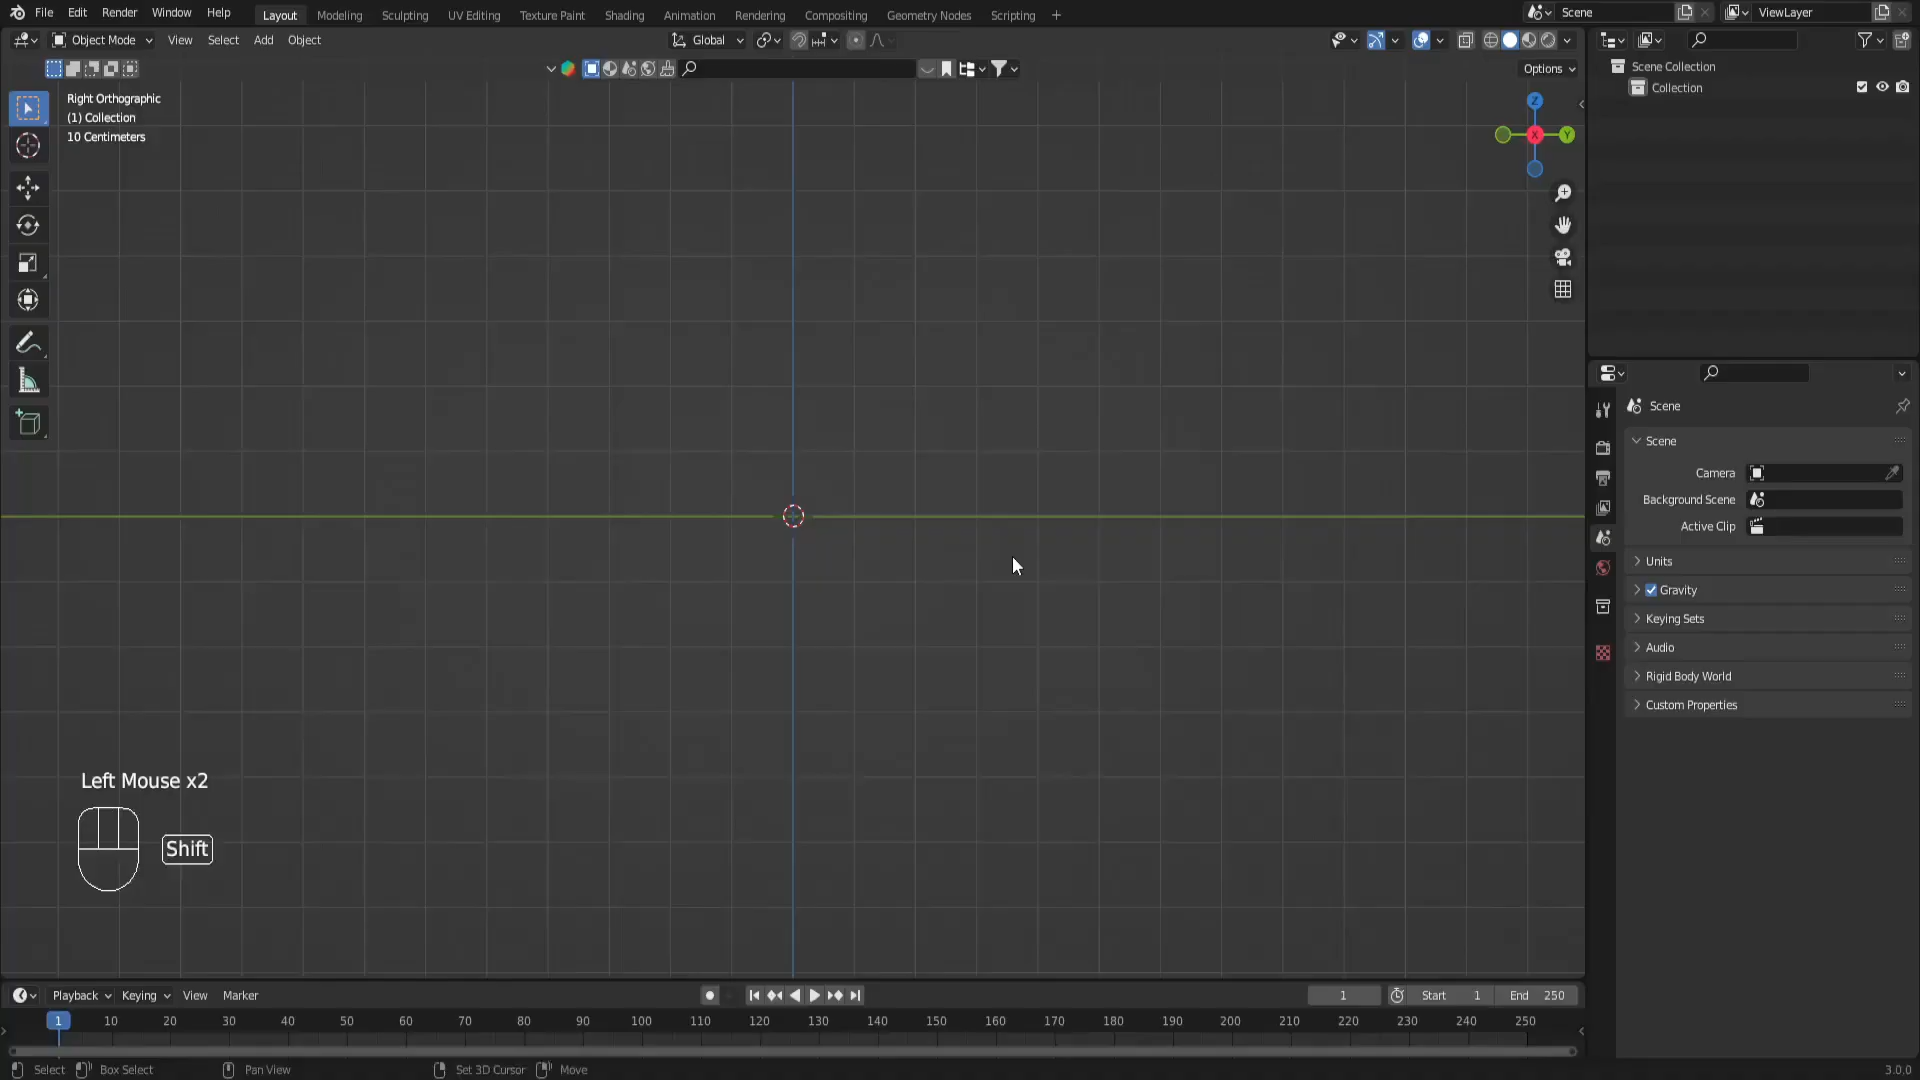 File Edit Render Window Help Layout Modeling Sculpting UV Editing Texture Paint Shading Animation Rendering Compositing Geometry Nodes Scripting + Scene ViewLayer
Object Mode View Select Add Object Global
Options
Right Orthographic
(1) Collection
10 Centimeters
Z
X
Y
Scene Collection
Collection
Scene
Scene
Camera
Background Scene
Active Clip
Units
Gravity
Keying Sets
Audio
Rigid Body World
Custom Properties
Left Mouse x2
Shift
Playback Keying View Marker 1 Start 1 End 250
1 10 20 30 40 50 60 70 80 90 100 110 120 130 140 150 160 170 180 190 200 210 220 230 240 250
Select Box Select Pan View Set 3D Cursor Move 3.0.0